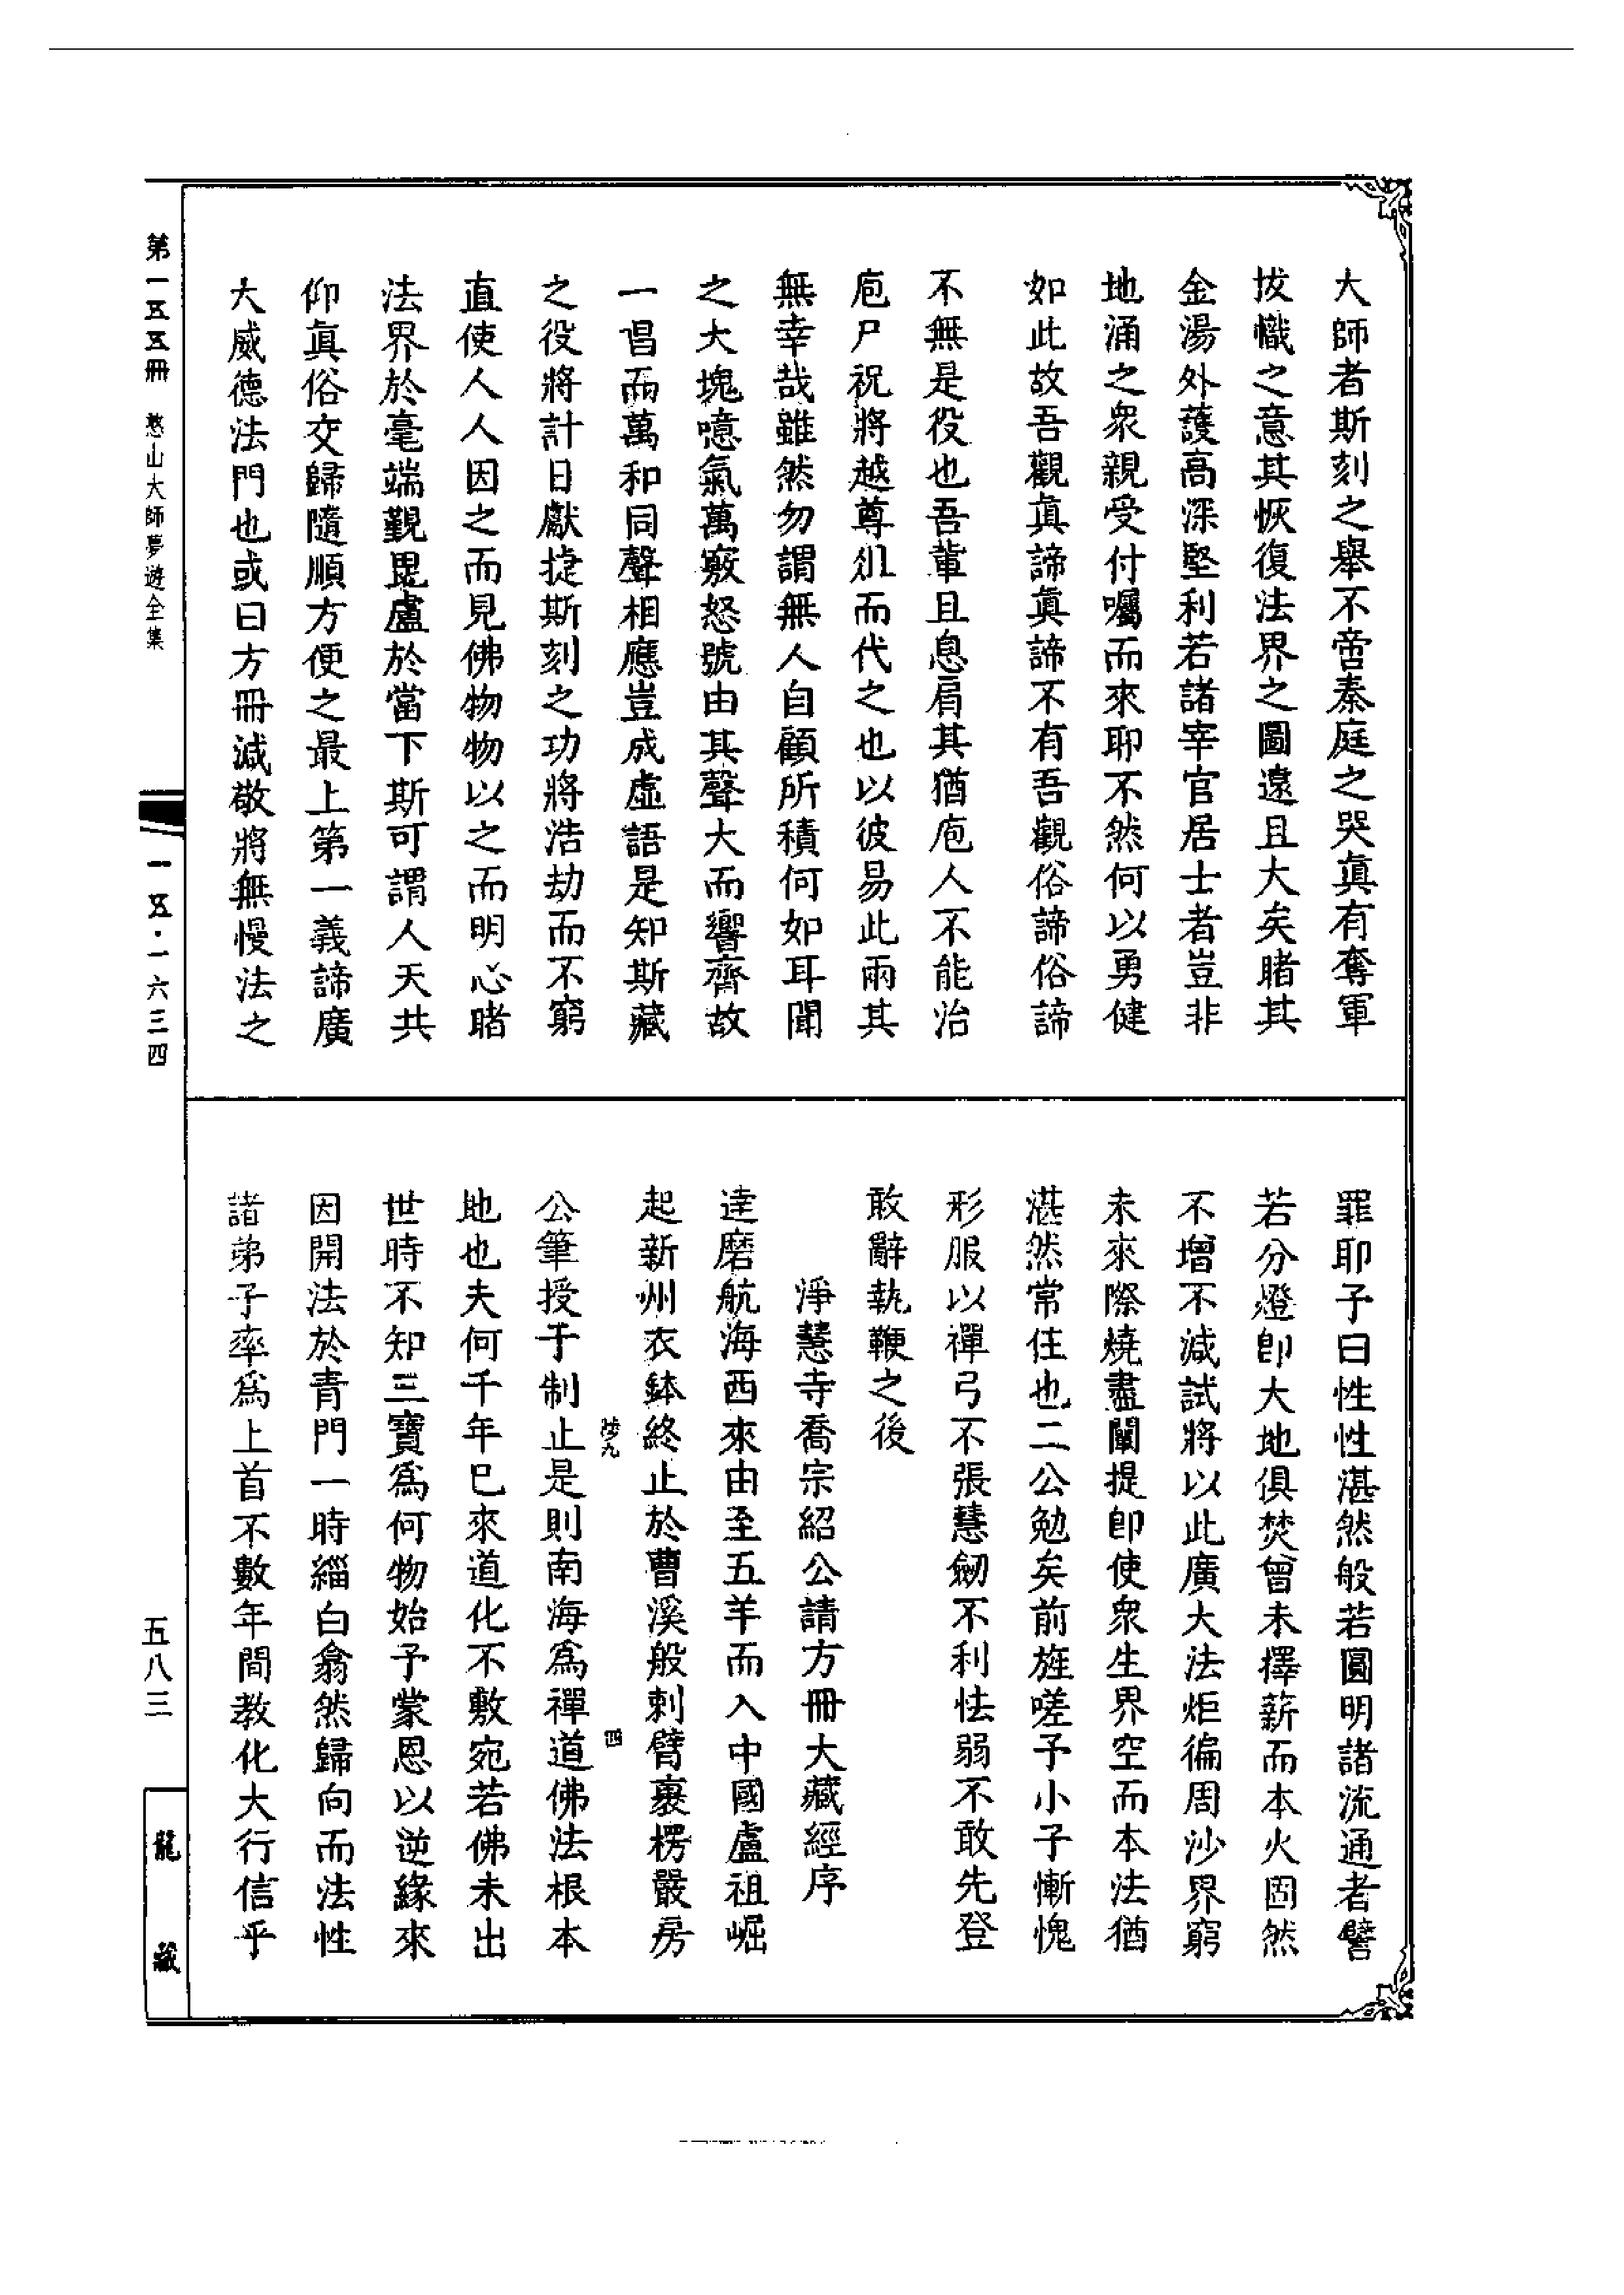 大師者斯刻之舉不啻秦庭之哭眞有奪軍
拔幟之意其恢復法界之圖遠且大矣睹其
金湯外護高深堅利若諸宰官居士者豈非
地涌之衆親受付囑而來耶不然何以勇健
如此故吾觀眞諦眞諦不有吾觀俗諦俗諦
不無是役也吾輩且息肩其猶庖人不能治
庖尸祝將越尊俎而代之也以彼易此兩其
無幸哉雖然勿謂無人自顧所積何如耳聞
之大塊噫氣萬竅怒號由其聲大而響齊故
一唱而萬和同聲相應豈成虛語是知斯藏
之役將計日獻捷斯刻之功將浩劫而不窮
直使人人因之而見佛物物以之而明心睹
法界於毫端覲毘盧於當下斯可謂人天共
仰眞俗交歸隨順方便之最上第一義諦廣
大威德法門也或曰方冊減敬將無慢法之
罪耶予曰性性湛然般若圓明諸流通者譬
若分燈卽大地俱焚曾未擇薪而本火固然
不增不減試將以此廣大法炬徧周沙界窮
未來際燒盡闡提卽使衆生界空而本法猶
湛然常住也二公勉矣前旌嗟予小子慚愧
形服以禪弓不張慧劒不利怯弱不敢先登
敢辭執鞭之後
淨慧寺喬宗紹公請方冊大藏經序
達磨航海西來由至五羊而入中國盧祖崛
起新州衣鉢終止於曹溪般剌臂裹楞嚴房
公筆授于制止是則南海爲禪道佛法根本
地也夫何千年已來道化不敷宛若佛未出
世時不知三寶爲何物始予蒙恩以逆緣來
因開法於青門一時緇白翕然歸向而法性
諸弟子率爲上首不數年間教化大行信乎
陟九
四
第一五五冊 憨山大師夢遊全集
一五·一六三四
五八三
龍藏